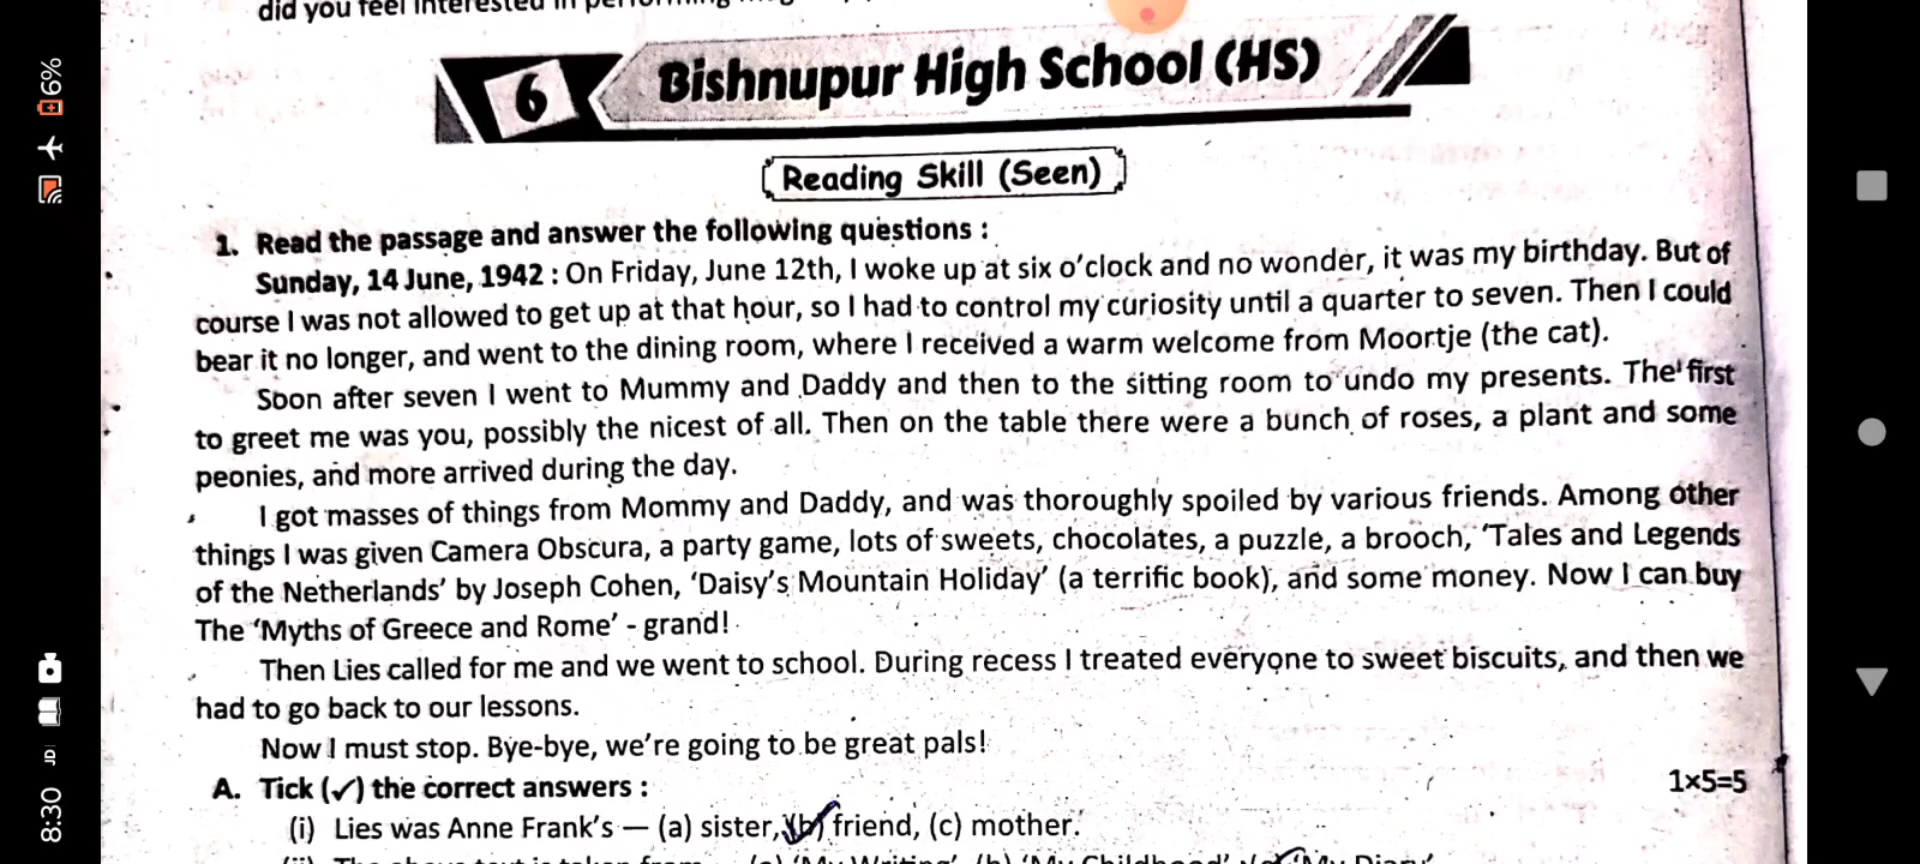 did you feel interested in
6 Bishnupur High School (HS)
Reading Skill (Seen)
1. Read the passage and answer the following questions :
Sunday, 14 June, 1942 : On Friday, June 12th, I woke up at six o’clock and no wonder, it was my birthday. But of
course I was not allowed to get up at that hour, so I had to control my curiosity until a quarter to seven. Then I could
bear it no longer, and went to the dining room, where I received a warm welcome from Moortje (the cat).
Soon after seven I went to Mummy and Daddy and then to the sitting room to undo my presents. The first
to greet me was you, possibly the nicest of all. Then on the table there were a bunch of roses, a plant and some
peonies, and more arrived during the day.
I got masses of things from Mommy and Daddy, and was thoroughly spoiled by various friends. Among other
things I was given Camera Obscura, a party game, lots of sweets, chocolates, a puzzle, a brooch, ‘Tales and Legends
of the Netherlands’ by Joseph Cohen, ‘Daisy’s Mountain Holiday’ (a terrific book), and some money. Now I can buy
The ‘Myths of Greece and Rome’ - grand!
Then Lies called for me and we went to school. During recess I treated everyone to sweet biscuits, and then we
had to go back to our lessons.
Now I must stop. Bye-bye, we’re going to be great pals!
A. Tick (✓) the correct answers : 1×5=5
(i) Lies was Anne Frank’s — (a) sister, (b) friend, (c) mother.
(ii) The above text is taken from (a) ‘My Writing’ (b) ‘My Childhood’ ‘My Diary’
6%
8:30